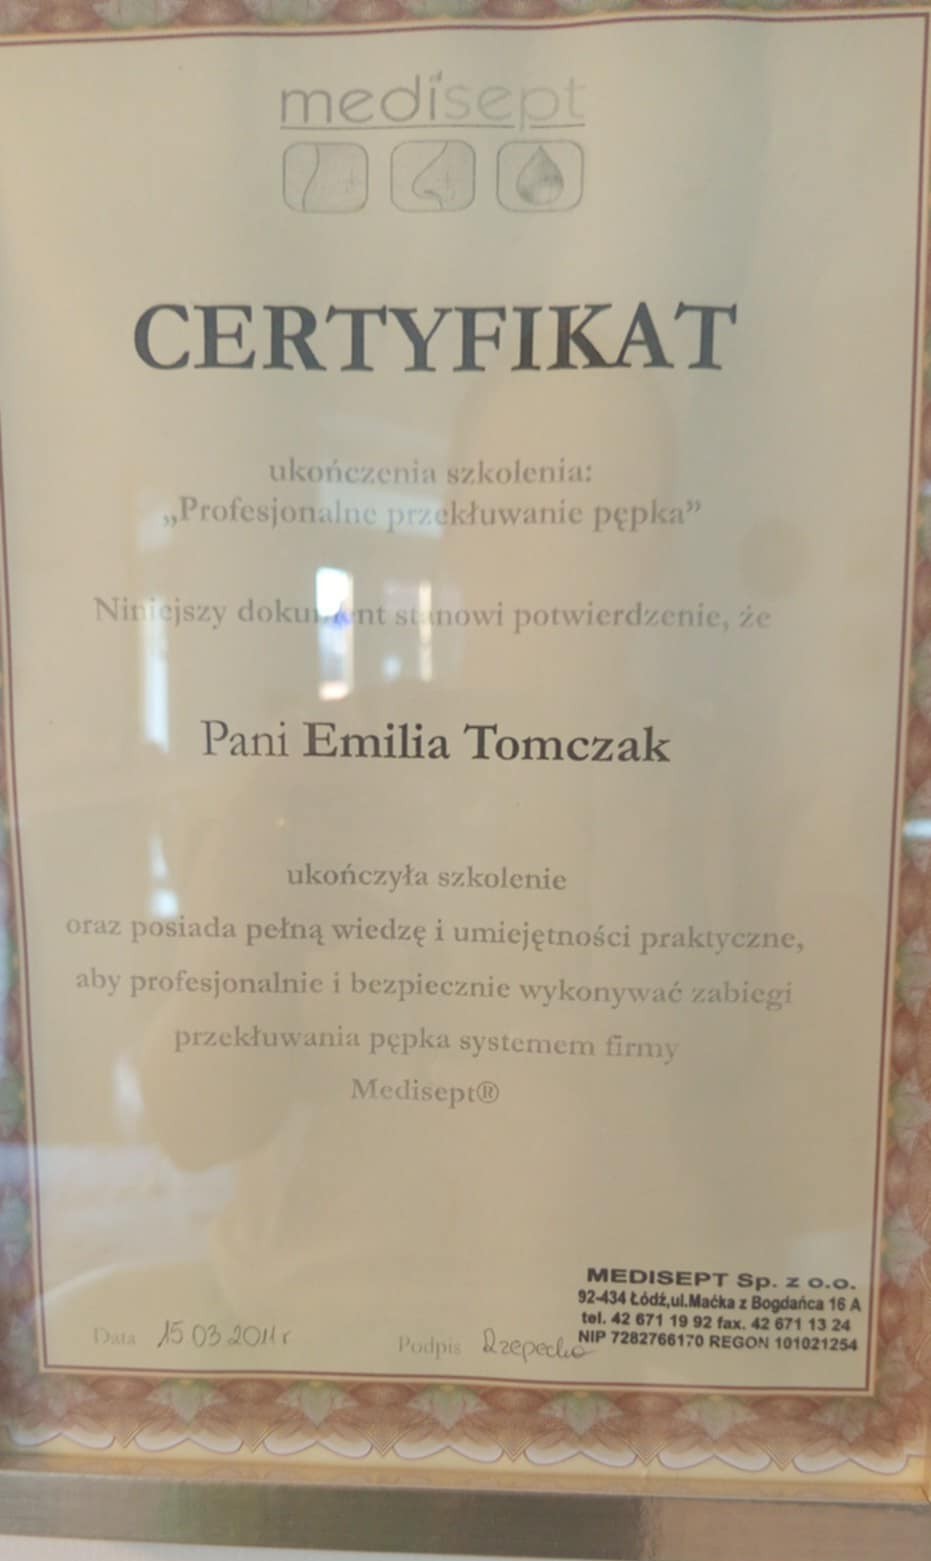 medisept
CERTYFIKAT
ukończenia szkolenia:
„Profesjonalne przekłuwanie pępka”
Niniejszy dokument stanowi potwierdzenie, że
Pani Emilia Tomczak
ukończyła szkolenie
oraz posiada pełną wiedzę i umiejętności praktyczne,
aby profesjonalnie i bezpiecznie wykonywać zabiegi
przekłuwania pępka systemem firmy
Medisept®
MEDISEPT Sp. z o.o.
92-434 Łódź,ul.Maćka z Bogdańca 16 A
tel. 42 671 19 92 fax. 42 671 13 24
NIP 7282766170 REGON 101021254
Data 15 03 2011 r
Podpis